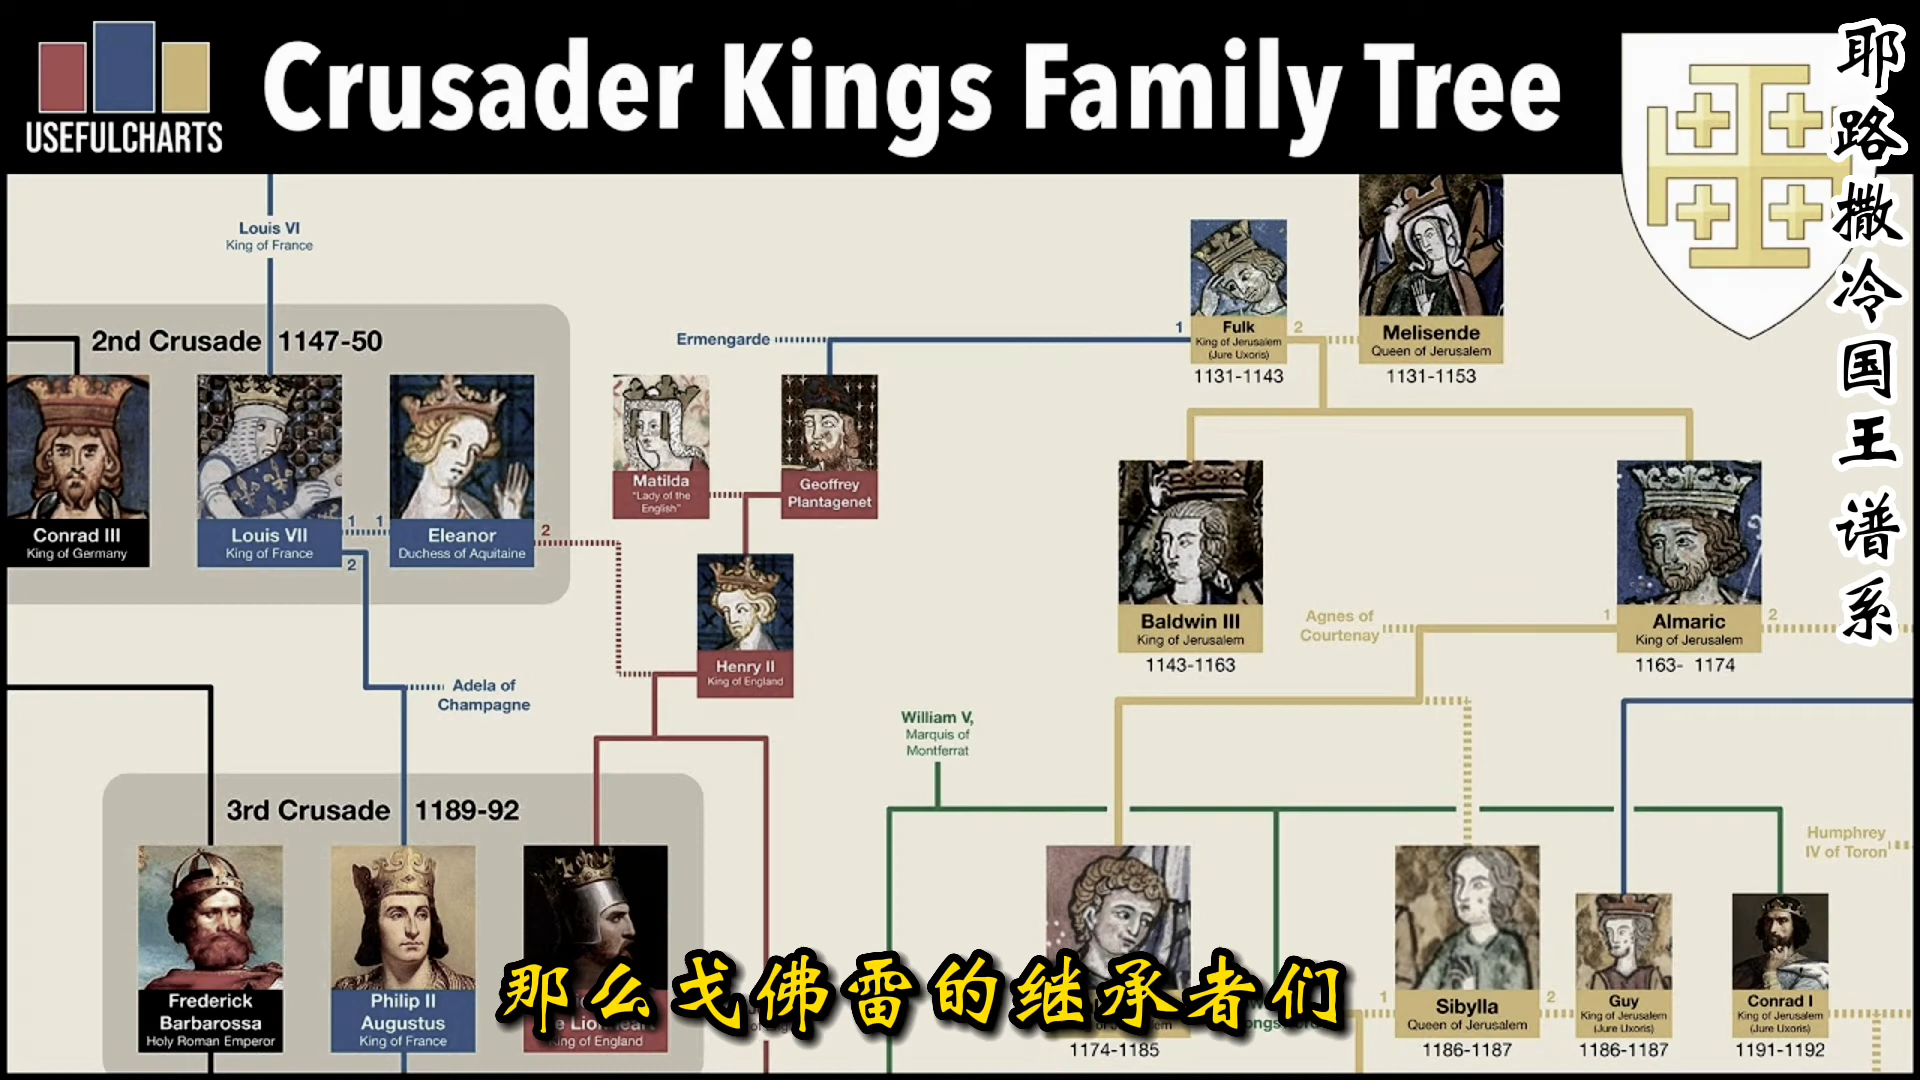 USEFULCHARTS
Crusader Kings Family Tree
耶路撒冷国王谱系
Louis VI
King of France
2nd Crusade 1147-50
Conrad III
King of Germany
Louis VII
King of France
1
1
2
Eleanor
Duchess of Aquitaine
2
Adela of
Champagne
Ermengarde
1
Fulk
King of Jerusalem
(Jure Uxoris)
1131-1143
2
Melisende
Queen of Jerusalem
1131-1153
Matilda
"Lady of the
English"
Geoffrey
Plantagenet
Henry II
King of England
Baldwin III
King of Jerusalem
1143-1163
Agnes of
Courtenay
1
Almaric
King of Jerusalem
1163- 1174
2
William V,
Marquis of
Montferrat
Humphrey
IV of Toron
3rd Crusade 1189-92
Frederick
Barbarossa
Holy Roman Emperor
Philip II
Augustus
King of France
King of England
1174-1185
1
Sibylla
Queen of Jerusalem
1186-1187
2
Guy
King of Jerusalem
(Jure Uxoris)
1186-1187
Conrad I
King of Jerusalem
(Jure Uxoris)
1191-1192
那么戈佛雷的继承者们